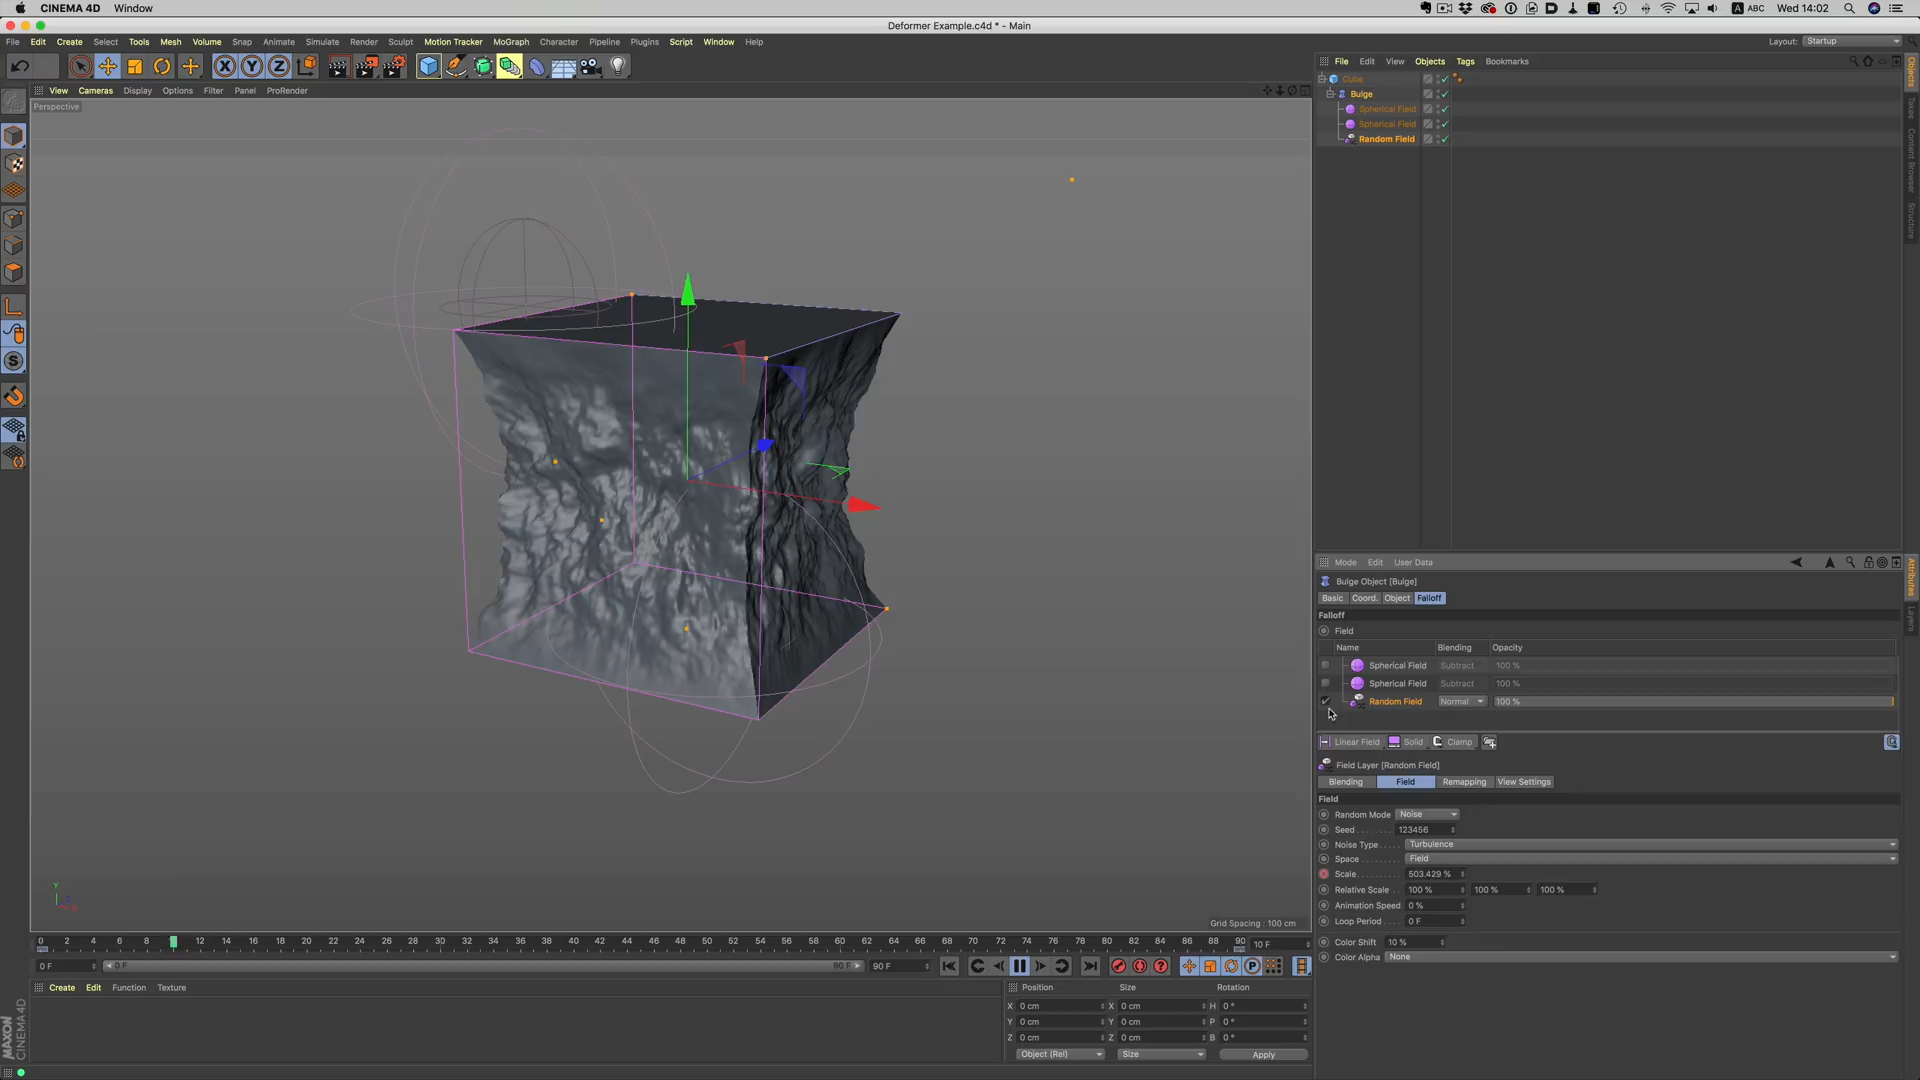 CINEMA 4D Window ABC Wed 14:02
Deformer Example.c4d * - Main
File Edit Create Select Tools Mesh Volume Snap Animate Simulate Render Sculpt Motion Tracker MoGraph Character Pipeline Plugins Script Window Help Layout: Startup
X Y Z
File Edit View Objects Tags Bookmarks
View Cameras Display Options Filter Panel ProRender
Perspective
Cube
Bulge
Spherical Field
Spherical Field
Random Field
Objects
Takes
Content Browser
Structure
Mode Edit User Data
Bulge Object [Bulge]
Basic Coord. Object Falloff
Falloff
Field
Name Blending Opacity
Spherical Field Subtract 100 %
Spherical Field Subtract 100 %
Random Field Normal 100 %
Linear Field Solid Clamp
Field Layer [Random Field]
Blending Field Remapping View Settings
Field
Random Mode Noise
Seed 123456
Noise Type Turbulence
Space Field
Scale 503.429 %
Relative Scale 100 % 100 % 100 %
Animation Speed 0 %
Loop Period 0 F
Color Shift 10 %
Color Alpha None
Attributes
Layers
Y
Grid Spacing : 100 cm
0 2 4 6 8 12 14 16 18 20 22 24 26 28 30 32 34 36 38 40 42 44 46 48 50 52 54 56 58 60 62 64 66 68 70 72 74 76 78 80 82 84 86 88 90 10 F
0 F 0 F 90 F 90 F
Create Edit Function Texture
Position Size Rotation
X 0 cm X 0 cm H 0 °
Y 0 cm Y 0 cm P 0 °
Z 0 cm Z 0 cm B 0 °
Object (Rel) Size Apply
MAXON
CINEMA 4D